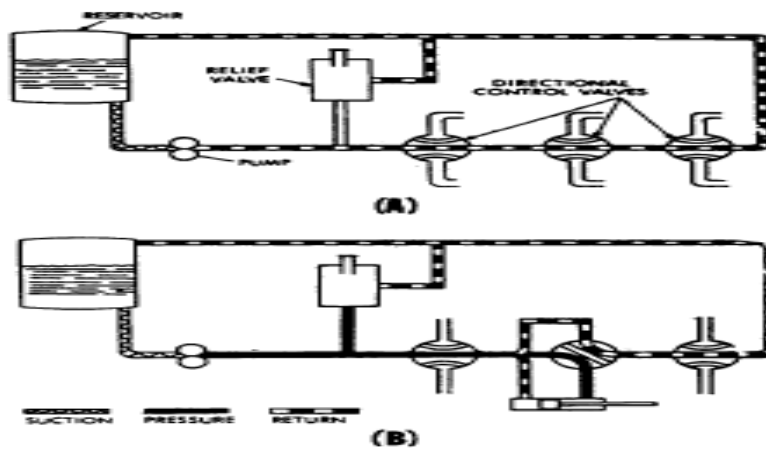 RESERVOIR
RELIEF
VALVE
DIRECTIONAL
CONTROL VALVES
PUMP
(A)
SUCTION PRESSURE RETURN
(B)